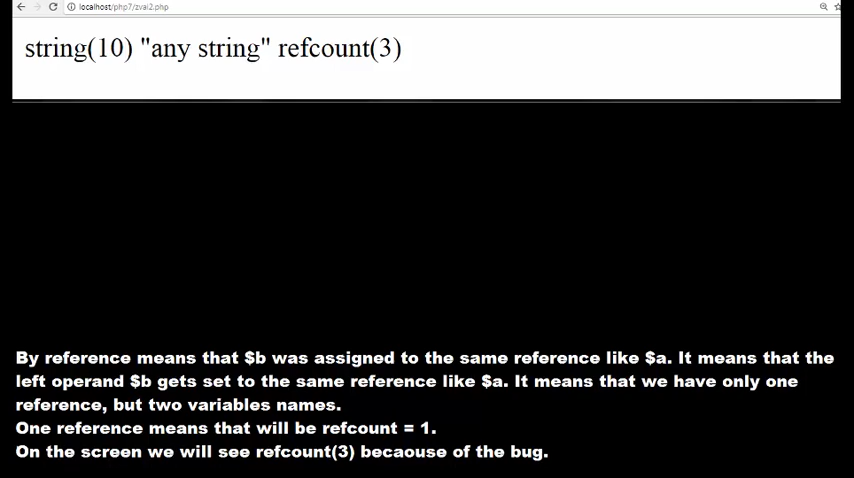 localhost/php7/zval2.php
string(10) "any string" refcount(3)
By reference means that $b was assigned to the same reference like $a. It means that the
left operand $b gets set to the same reference like $a. It means that we have only one
reference, but two variables names.
One reference means that will be refcount = 1.
On the screen we will see refcount(3) becaouse of the bug.